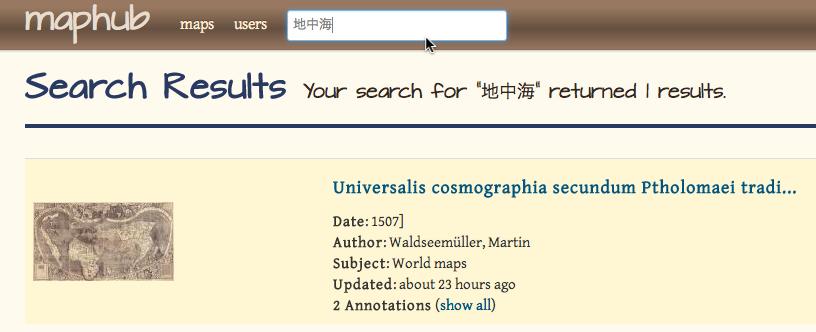 maphub maps users 地中海
Search Results Your search for "地中海" returned 1 results.
Universalis cosmographia secundum Ptholomaei tradi...
Date: 1507]
Author: Waldseemüller, Martin
Subject: World maps
Updated: about 23 hours ago
2 Annotations (show all)